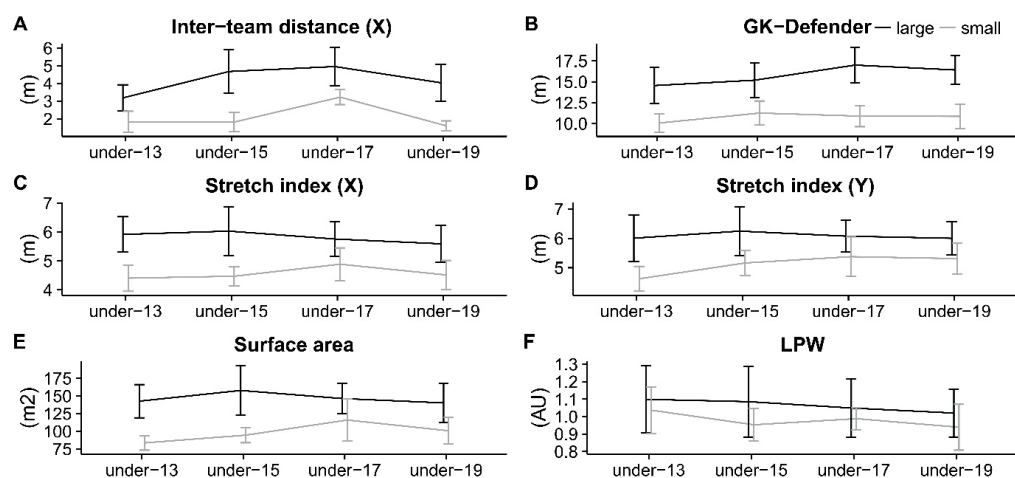 A Inter−team distance (X)
6
5
4
3
2
(m)
under−13 under−15 under−17 under−19
B GK−Defender large small
17.5
15.0
12.5
10.0
(m)
under−13 under−15 under−17 under−19
C Stretch index (X)
7
6
5
4
(m)
under−13 under−15 under−17 under−19
D Stretch index (Y)
7
6
5
(m)
under−13 under−15 under−17 under−19
E Surface area
175
150
125
100
75
(m2)
under−13 under−15 under−17 under−19
F LPW
1.3
1.2
1.1
1.0
0.9
0.8
(AU)
under−13 under−15 under−17 under−19